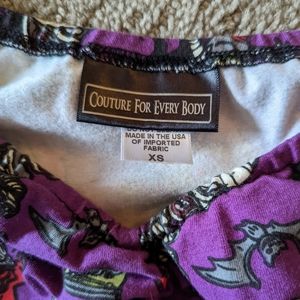 COUTURE FOR EVERY BODY
MADE IN THE USA
OF IMPORTED
FABRIC
XS